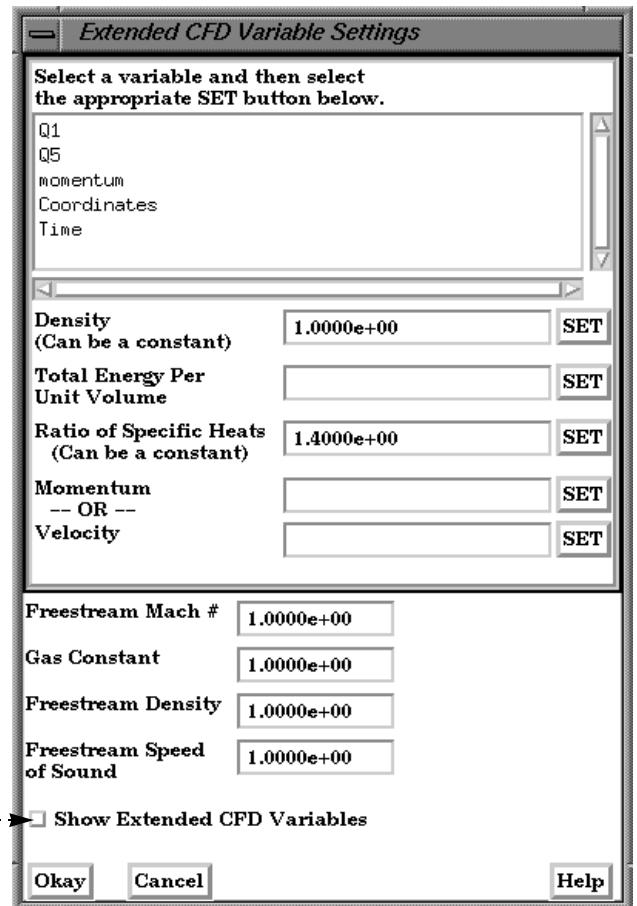 Extended CFD Variable Settings
Select a variable and then select
the appropriate SET button below.
Q1
Q5
momentum
Coordinates
Time
Density
(Can be a constant)
1.0000e+00
SET
Total Energy Per
Unit Volume
SET
Ratio of Specific Heats
(Can be a constant)
1.4000e+00
SET
Momentum
SET
-- OR --
Velocity
SET
Freestream Mach #
1.0000e+00
Gas Constant
1.0000e+00
Freestream Density
1.0000e+00
Freestream Speed
of Sound
1.0000e+00
Show Extended CFD Variables
Okay
Cancel
Help